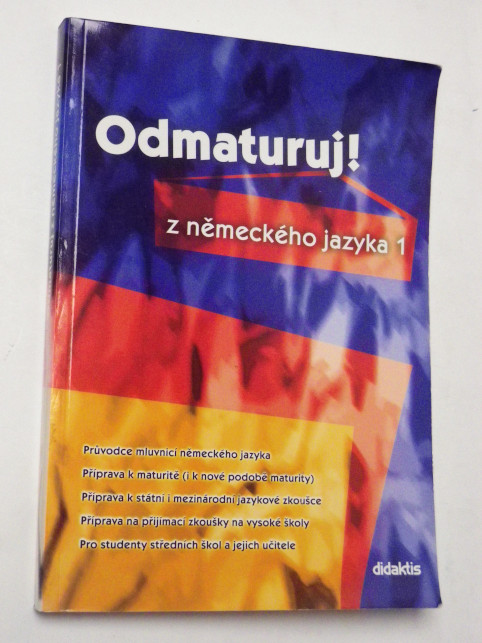 Odmaturuj!
z německého jazyka 1
Průvodce mluvnicí německého jazyka
Příprava k maturitě (i k nové podobě maturity)
Příprava k státní i mezinárodní jazykové zkoušce
Příprava na přijímací zkoušky na vysoké školy
Pro studenty středních škol a jejich učitele
didaktis